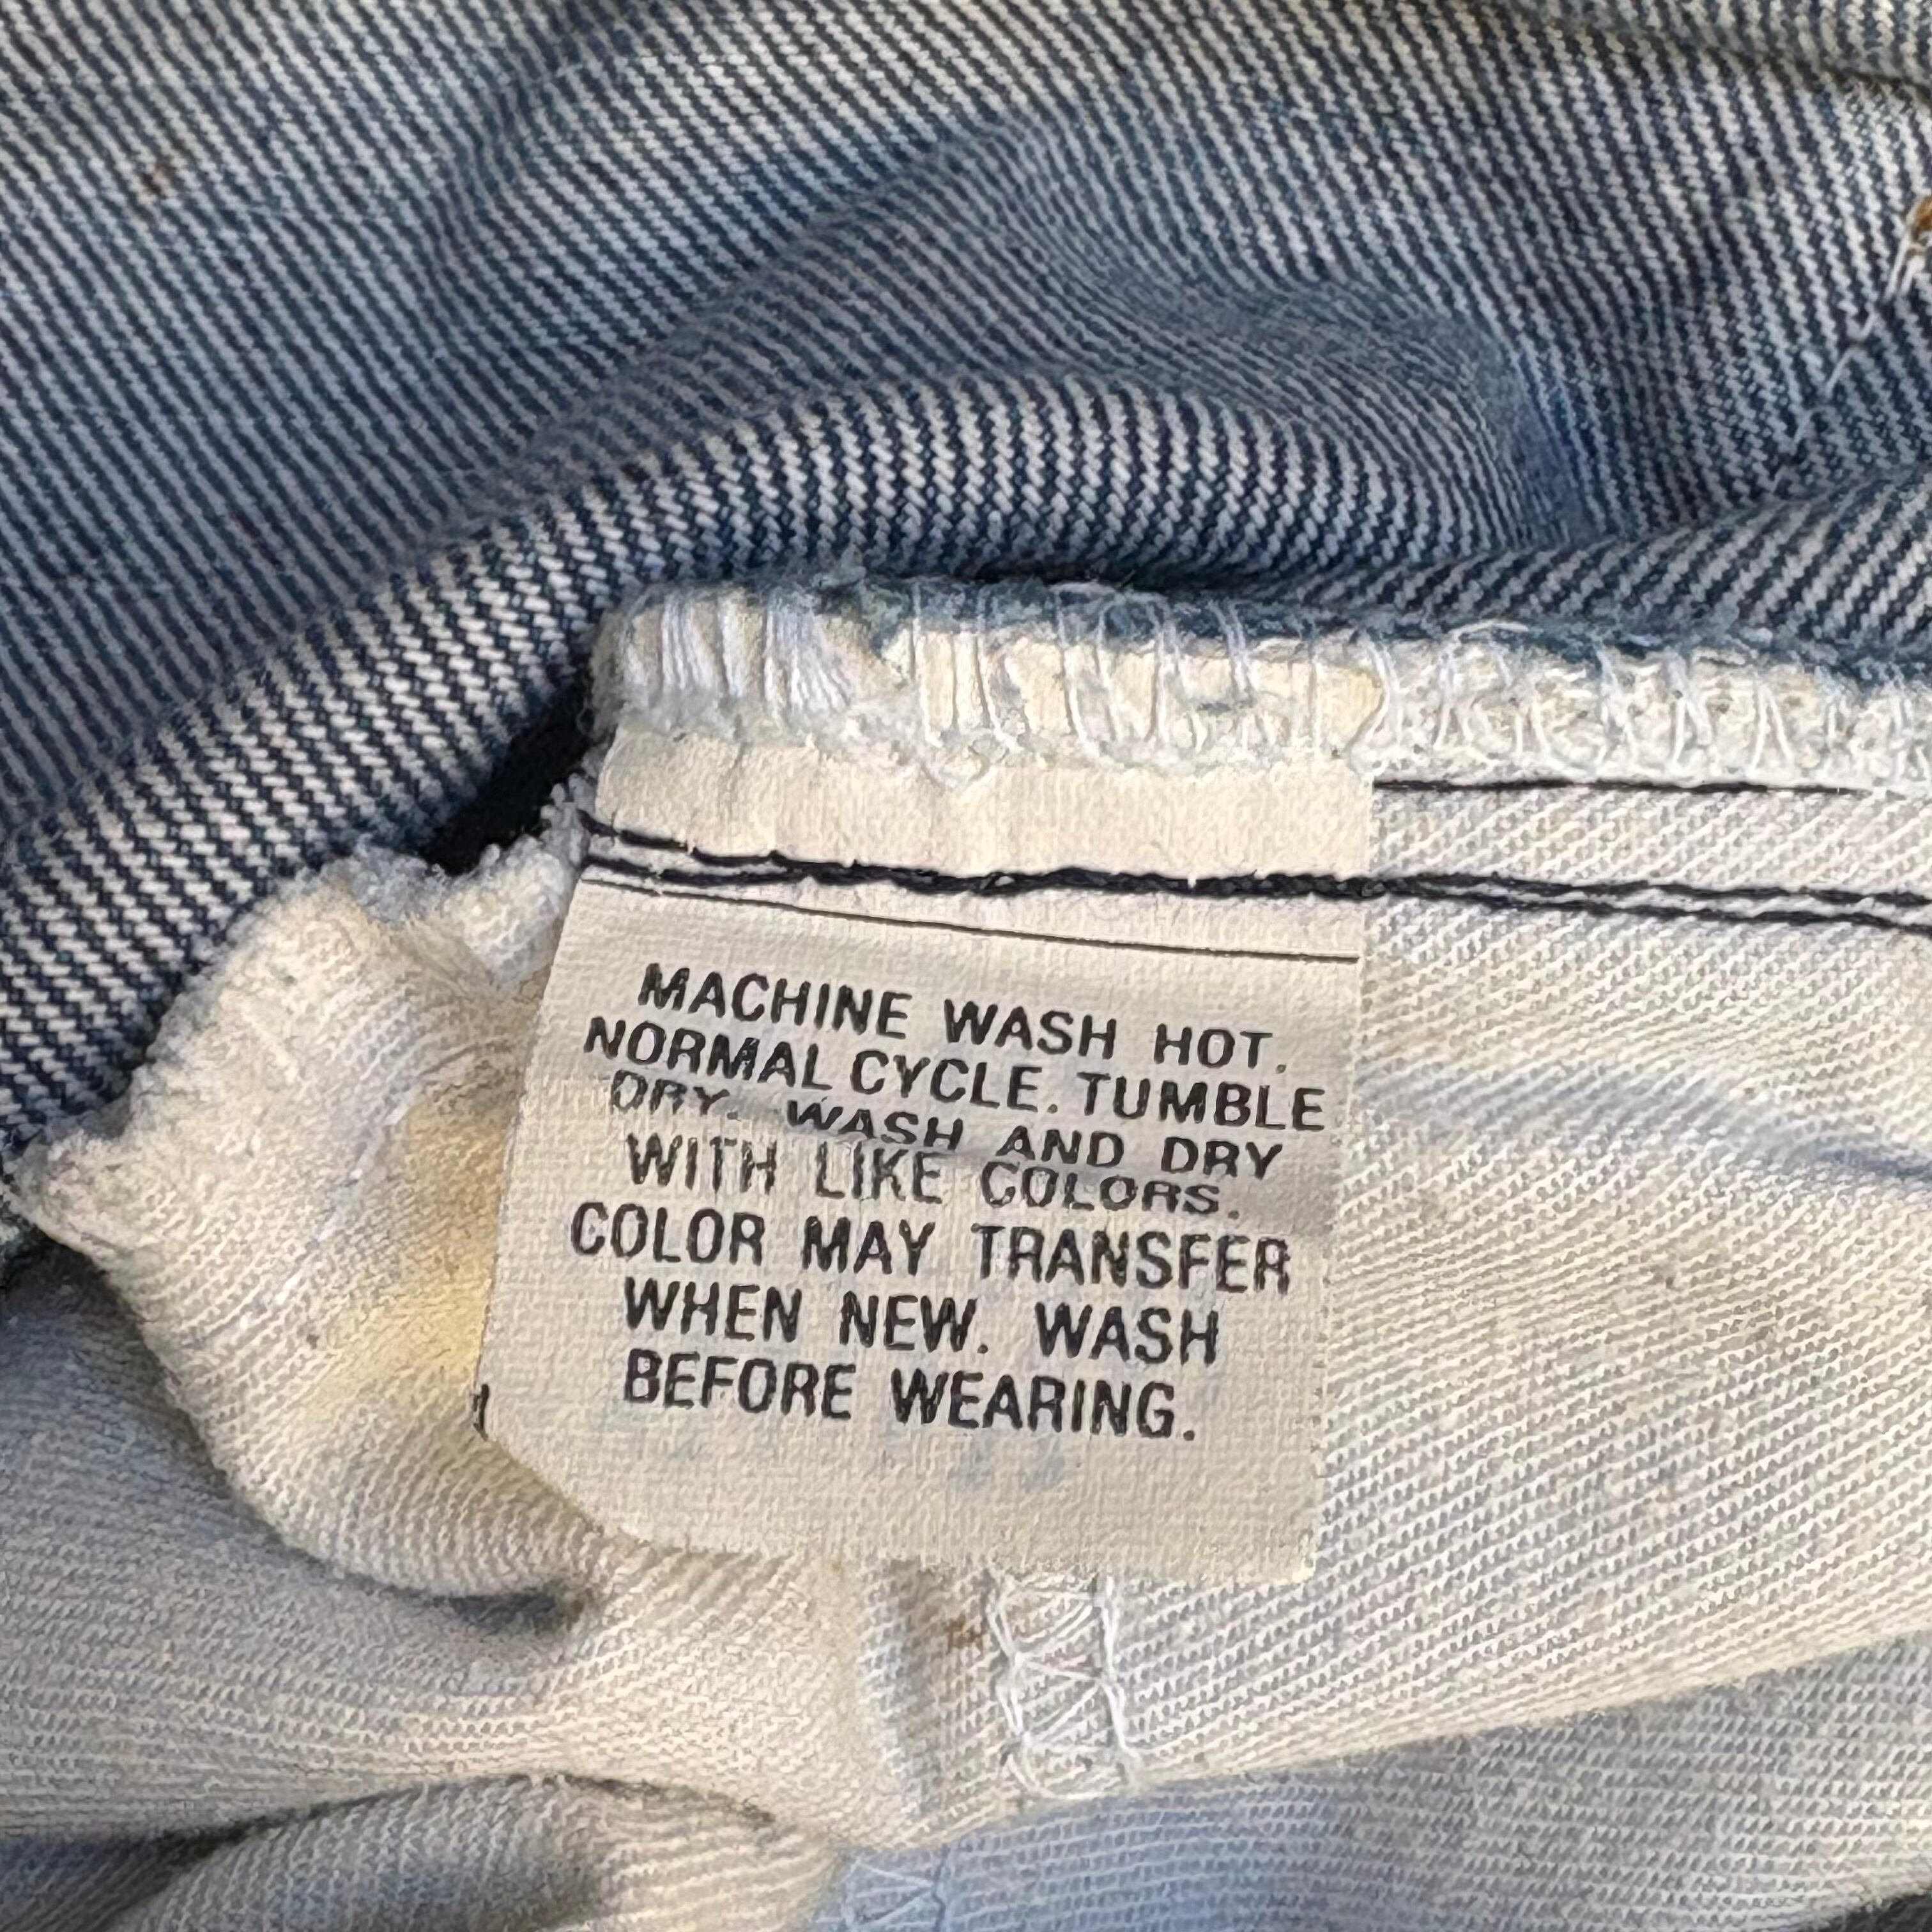 MACHINE WASH HOT.
NORMAL CYCLE. TUMBLE
DRY. WASH AND DRY
WITH LIKE COLORS.
COLOR MAY TRANSFER
WHEN NEW. WASH
BEFORE WEARING.